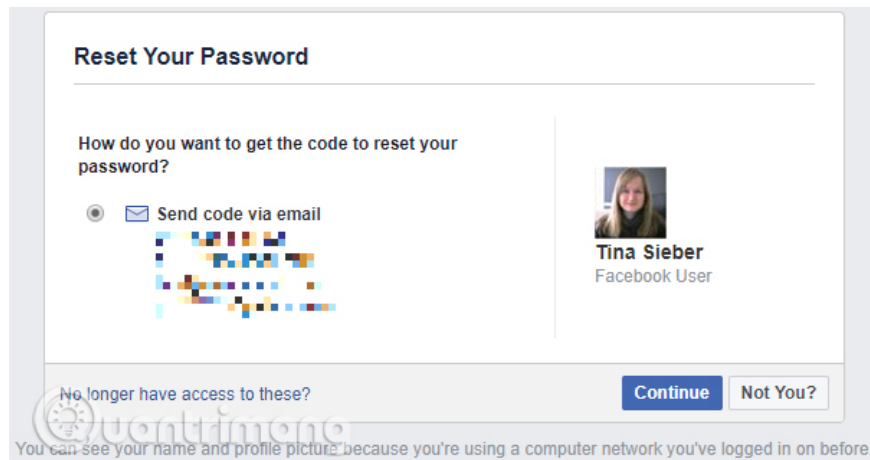 Reset Your Password
How do you want to get the code to reset your
password?
Send code via email
Tina Sieber
Facebook User
No longer have access to these?
Continue
Not You?
Quantrimang
You can see your name and profile picture because you're using a computer network you've logged in on before